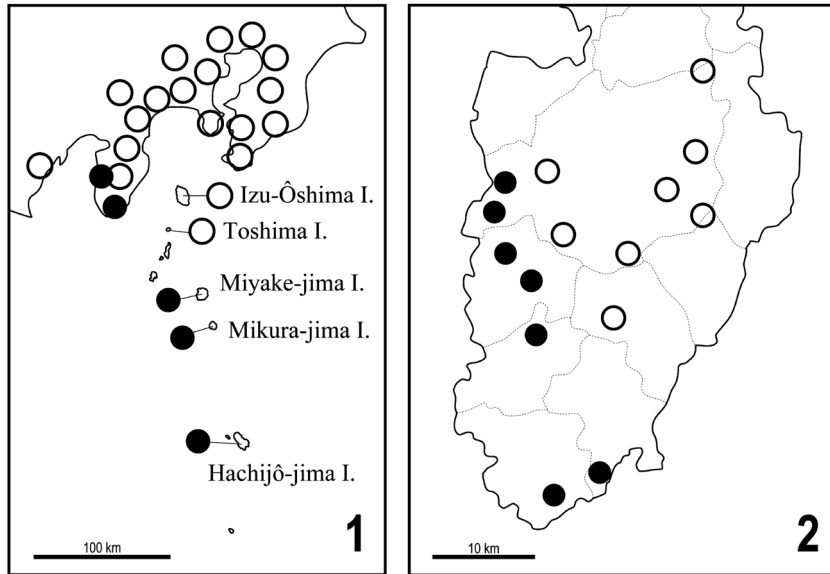 Izu-Ôshima I.
Toshima I.
Miyake-jima I.
Mikura-jima I.
Hachijô-jima I.
100 km
1
10 km
2